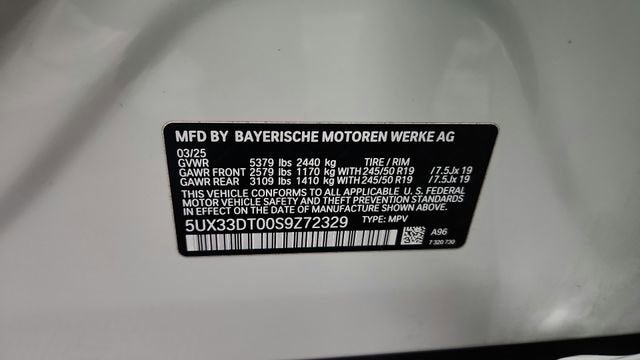 MFD BY BAYERISCHE MOTOREN WERKE AG
03/25
GVWR 5379 lbs 2440 kg TIRE / RIM
GAWR FRONT 2579 lbs 1170 kg WITH 245/50 R19 / 7.5Jx 19
GAWR REAR 3109 lbs 1410 kg WITH 245/50 R19 / 7.5Jx 19
THIS VEHICLE CONFORMS TO ALL APPLICABLE U. S. FEDERAL
MOTOR VEHICLE SAFETY AND THEFT PREVENTION STANDARDS
IN EFFECT ON THE DATE OF MANUFACTURE SHOWN ABOVE.
5UX33DT00S9Z72329 TYPE: MPV
A96
7 320 730